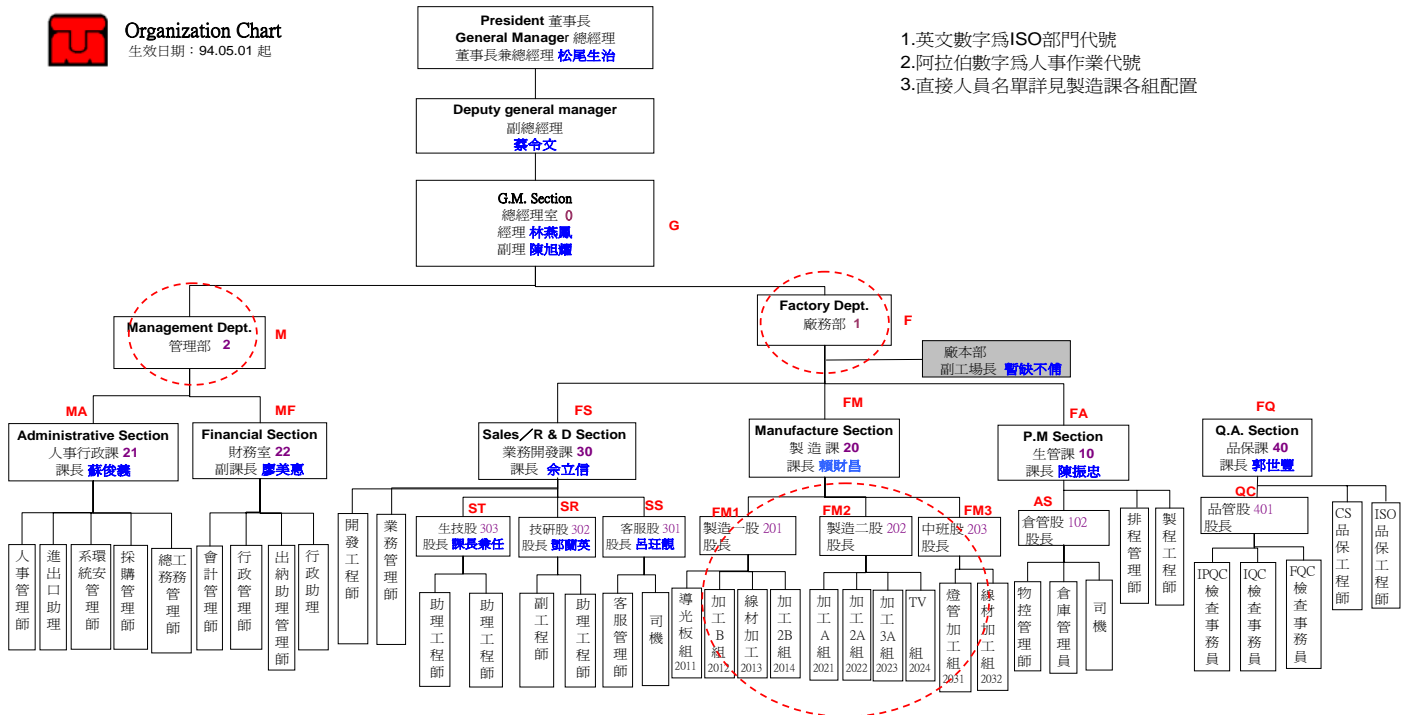 Organization Chart
生效日期：94.05.01 起
President 董事長
General Manager 總經理
董事長兼總經理 松尾生治
1.英文數字為ISO部門代號
2.阿拉伯數字為人事作業代號
3.直接人員名單詳見製造課各組配置
Deputy general manager
副總經理
蔡令文
G.M. Section
總經理室 0
經理 林燕鳳
副理 陳旭耀
G
Management Dept.
管理部 2
M
Factory Dept.
廠務部 1
F
廠本部
副工場長 暫缺不補
MA
Administrative Section
人事行政課 21
課長 蘇俊義
MF
Financial Section
財務室 22
副課長 廖美惠
FS
Sales／R & D Section
業務開發課 30
課長 余立信
FM
Manufacture Section
製造課 20
課長 賴財昌
FA
P.M Section
生管課 10
課長 陳振忠
FQ
Q.A. Section
品保課 40
課長 郭世豐
ST
生技股 303
股長 課長兼任
SR
技研股 302
股長 鄧蘭英
SS
客服股 301
股長 呂玨靚
FM1
製造一股 201
股長
FM2
製造二股 202
股長
FM3
中班股 203
股長
AS
倉管股 102
股長
QC
品管股 401
股長
人事管理師
進出口助理
系統環安管理師
採購管理師
總務工務管理師
會計管理師
行政管理師
出納助理管理師
行政助理
開發工程師
業務管理師
助理工程師
助理工程師
副工程師
助理工程師
客服管理師
司機
導光板組 2011
加工B組 2012
線材加工 2013
加工2B組 2014
加工A組 2021
加工2A組 2022
加工3A組 2023
TV組 2024
燈管加工組 2031
線材加工組 2032
物控管理師
倉庫管理員
司機
排程管理師
製程工程師
IPQC檢查事務員
IQC檢查事務員
FQC檢查事務員
CS品保工程師
ISO品保工程師